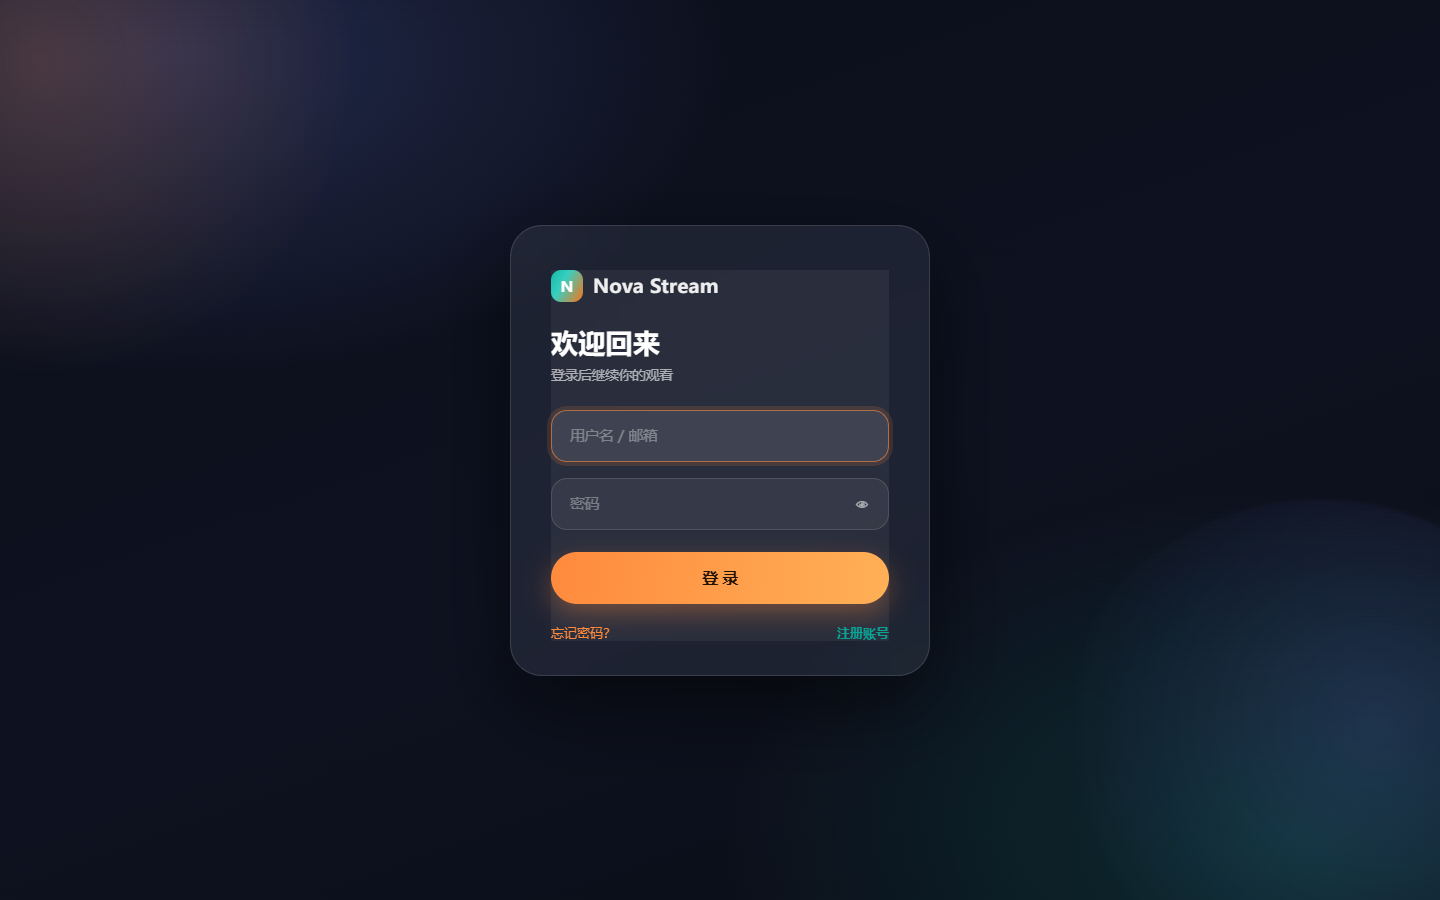 N Nova Stream
欢迎回来
登录后继续你的观看
用户名 / 邮箱
密码
登 录
忘记密码?
注册账号